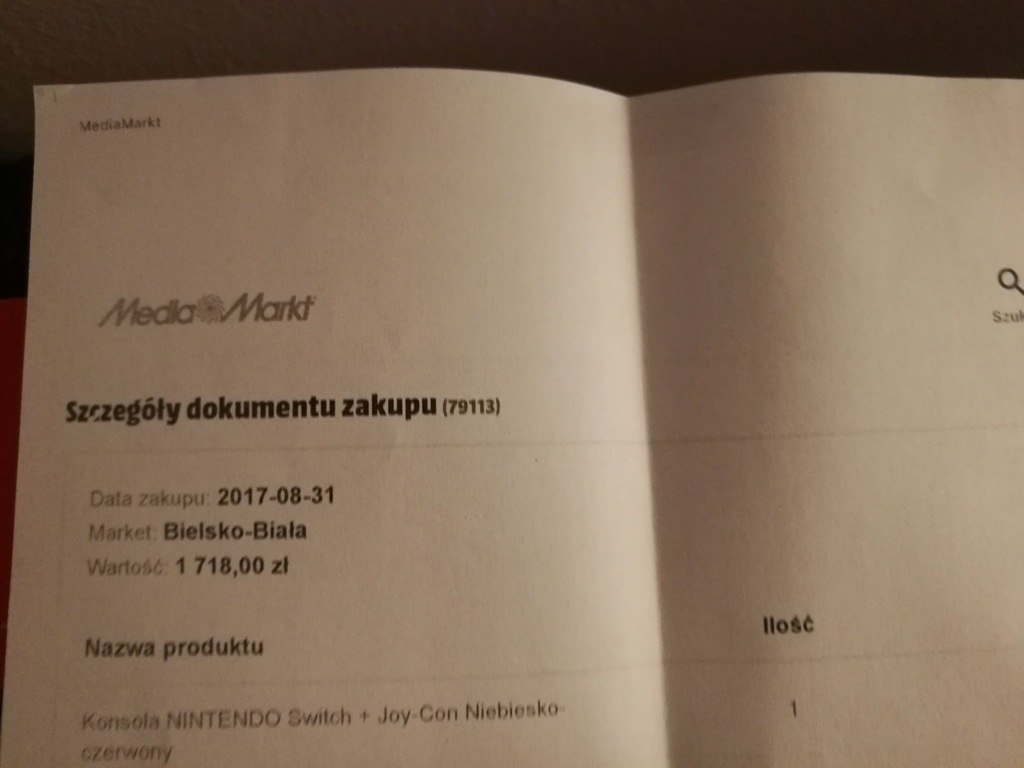 MediaMarkt
Media Markt
Szuk
Szczegóły dokumentu zakupu (79113)
Data zakupu: 2017-08-31
Market: Bielsko-Biała
Wartość: 1 718,00 zł
Nazwa produktu Ilość
Konsola NINTENDO Switch + Joy-Con Niebiesko- 1
czerwony